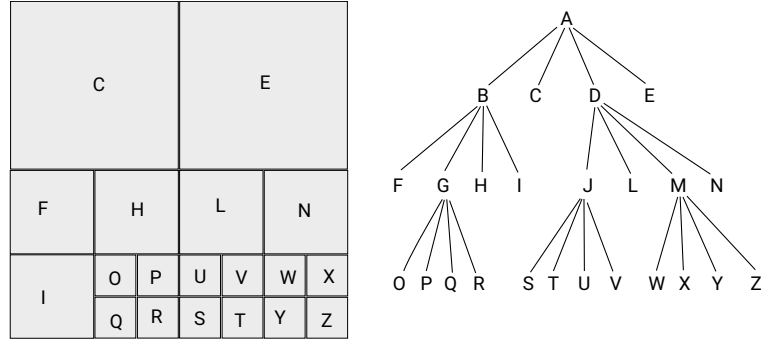 C E
F H L N
I O P U V W X
Q R S T Y Z
A
B C D E
F G H I J L M N
O P Q R S T U V W X Y Z